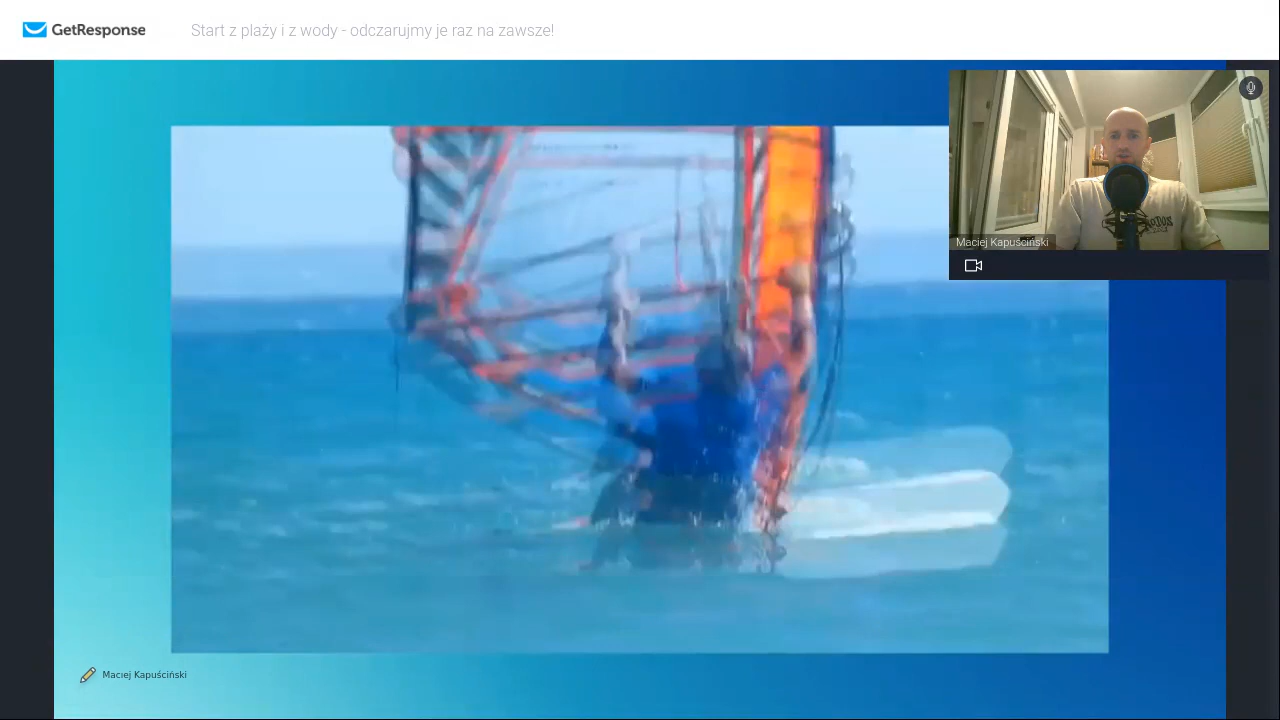 GetResponse
Start z plaży i z wody - odczarujmy je raz na zawsze!
Maciej Kapuściński
Maciej Kapuściński